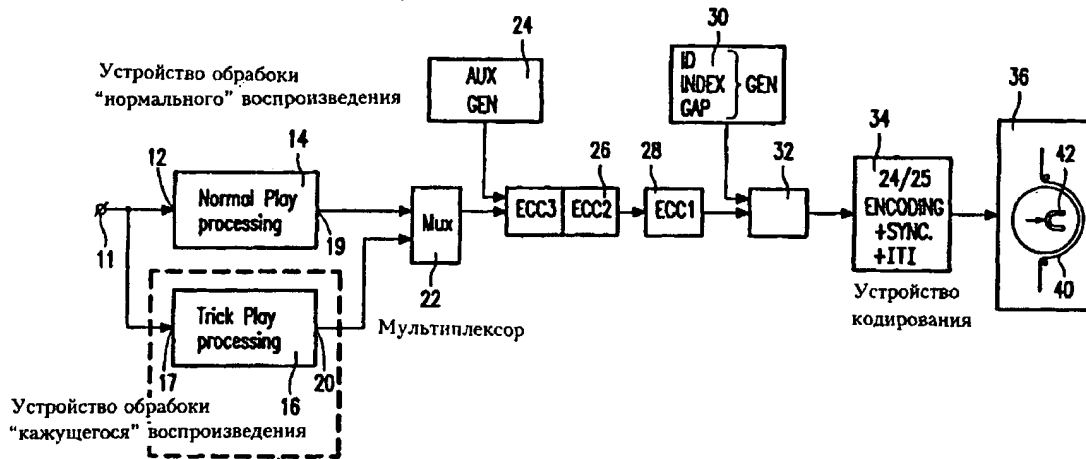 Устройство обрабоки
"нормального" воспроизведения
24
AUX
GEN
30
ID
INDEX
GAP
GEN
36
42
40
34
24/25
ENCODING
+SYNC.
+ITI
Устройство
кодирования
11
12
14
Normal Play
processing
19
Mux
22
Мультиплексор
26
ECC3
ECC2
28
ECC1
32
Trick Play
processing
17
20
16
Устройство обрабоки
"кажущегося" воспроизведения